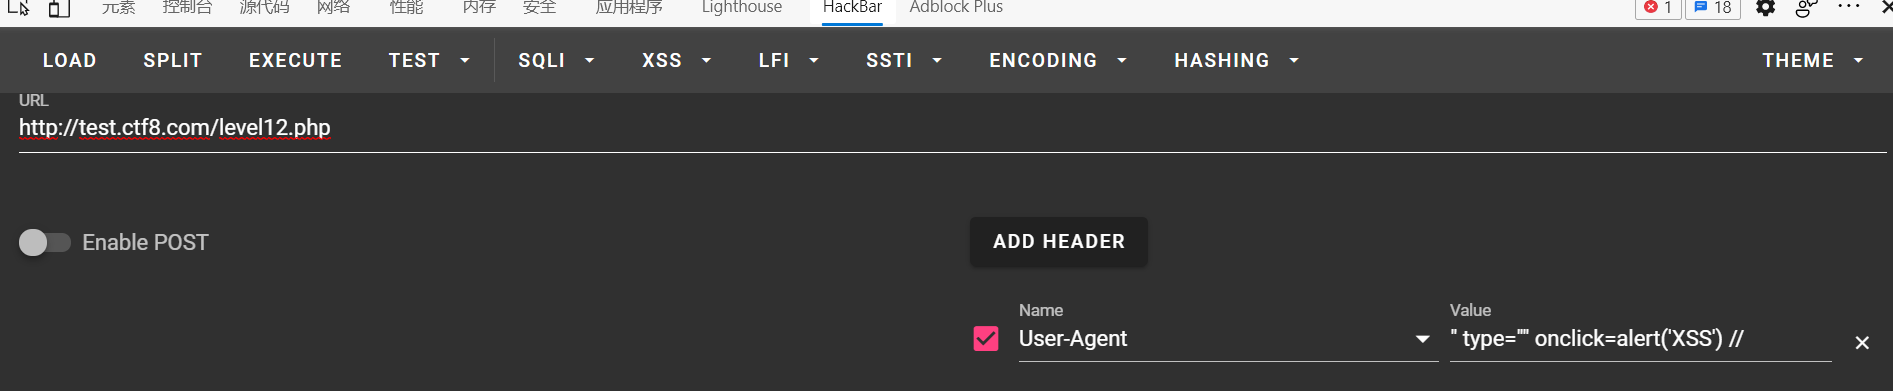 元素 控制台 源代码 网络 性能 内存 安全 应用程序 Lighthouse HackBar Adblock Plus 1 18
LOAD SPLIT EXECUTE TEST SQLI XSS LFI SSTI ENCODING HASHING THEME
URL
http://test.ctf8.com/level12.php
Enable POST ADD HEADER
Name Value
User-Agent " type="" onclick=alert('XSS') //